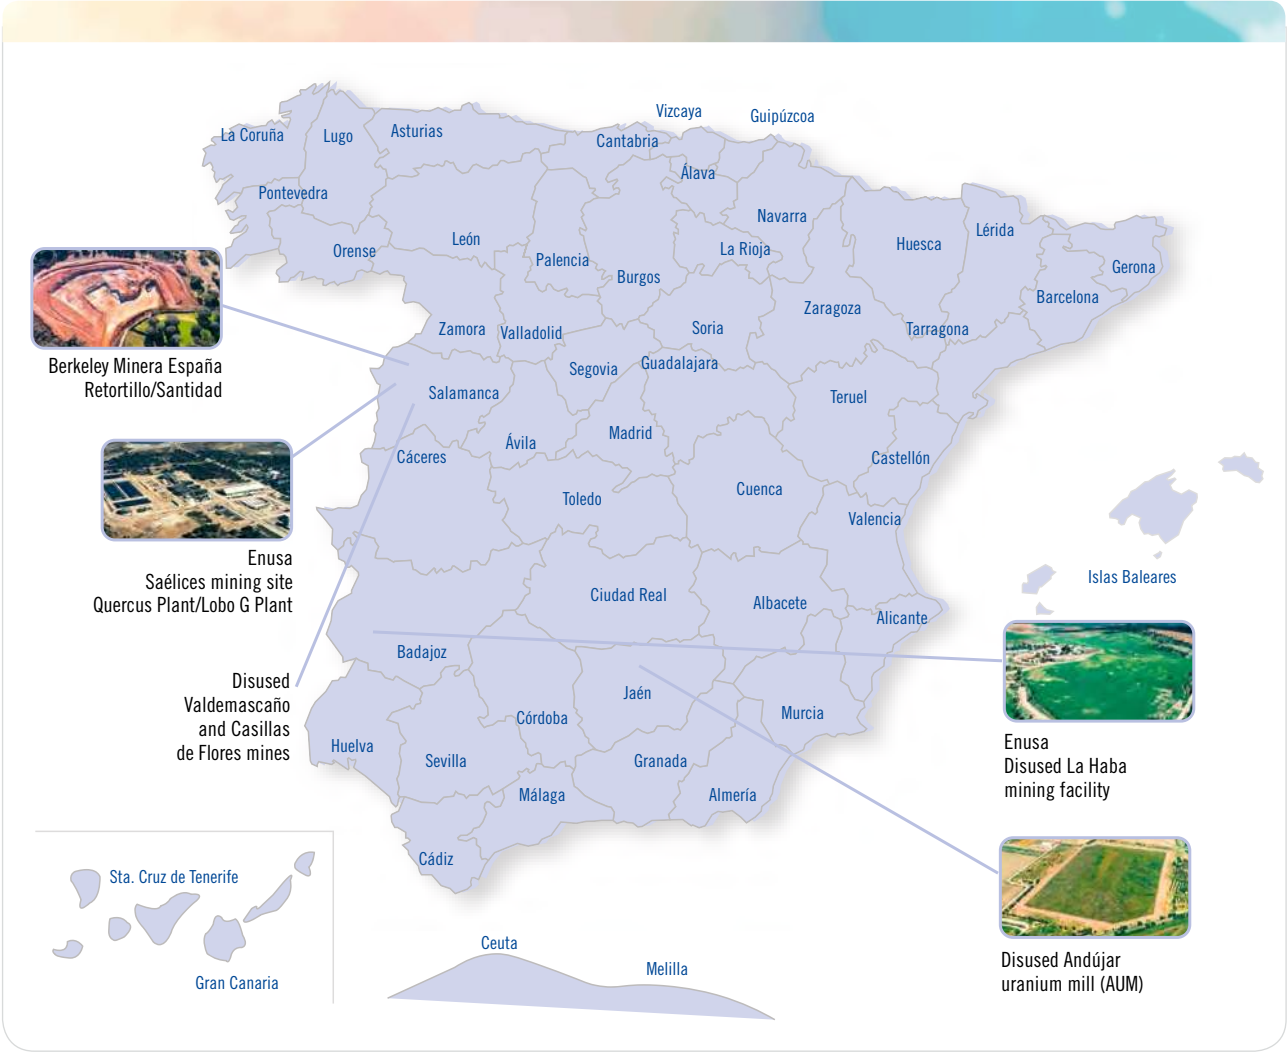 Vizcaya
Guipúzcoa
La Coruña
Lugo
Asturias
Cantabria
Álava
Pontevedra
Navarra
Orense
León
Palencia
Burgos
La Rioja
Huesca
Lérida
Gerona
Barcelona
Zamora
Valladolid
Soria
Zaragoza
Tarragona
Berkeley Minera España
Retortillo/Santidad
Salamanca
Segovia
Guadalajara
Teruel
Ávila
Madrid
Cáceres
Castellón
Toledo
Cuenca
Valencia
Enusa
Saélices mining site
Quercus Plant/Lobo G Plant
Islas Baleares
Ciudad Real
Albacete
Alicante
Badajoz
Disused
Valdemascaño
and Casillas
de Flores mines
Jaén
Murcia
Córdoba
Huelva
Sevilla
Granada
Málaga
Almería
Enusa
Disused La Haba
mining facility
Cádiz
Sta. Cruz de Tenerife
Gran Canaria
Ceuta
Melilla
Disused Andújar
uranium mill (AUM)